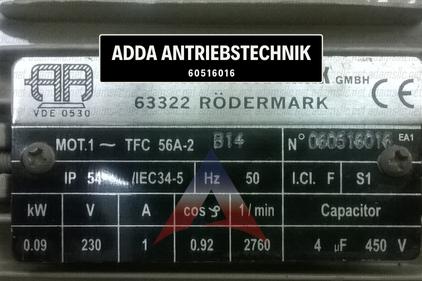 ADDA ANTRIEBSTECHNIK
60516016
GMBH
VDE 0530
63322 RÖDERMARK
CE
MOT.1 ~ TFC 56A-2 B14 N° 060516016 EA1
IP 54 /IEC34-5 Hz 50 I.CI. F S1
kW V A cos φ 1/min Capacitor
0.09 230 1 0.92 2760 4 µF 450 V